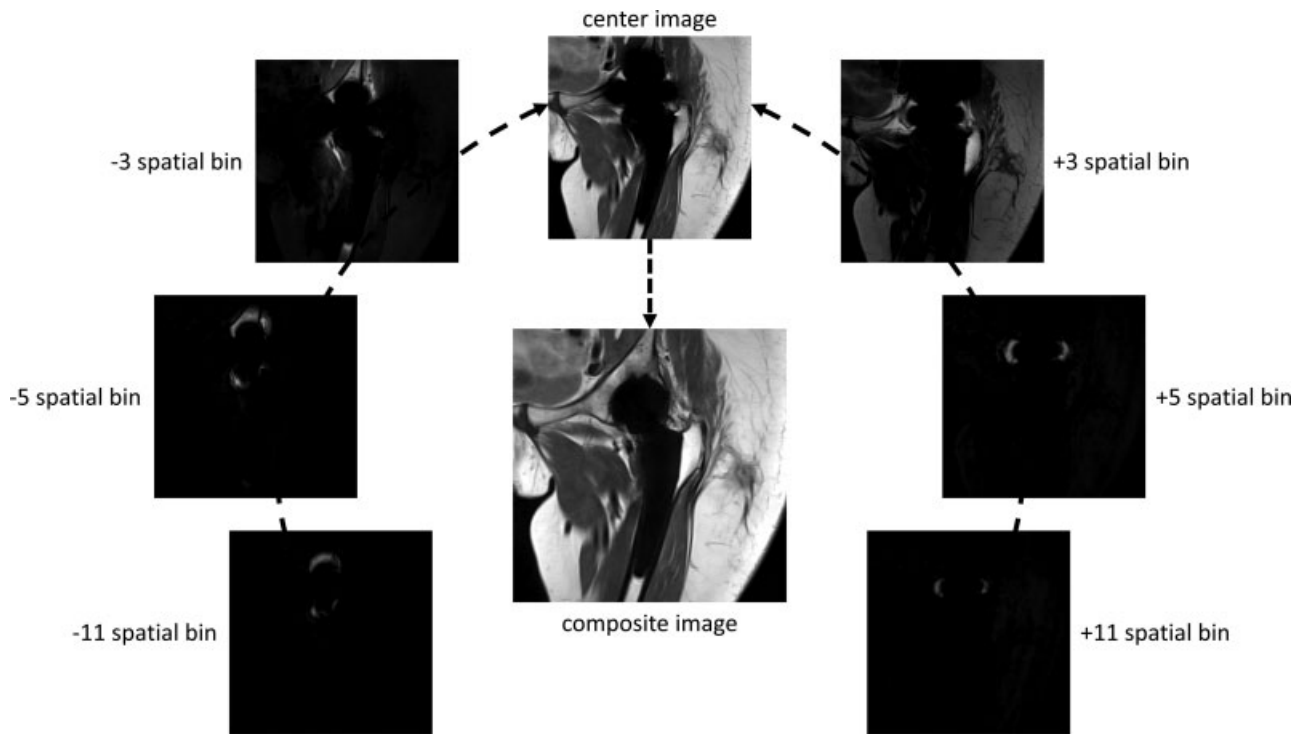 center image
-3 spatial bin
+3 spatial bin
-5 spatial bin
+5 spatial bin
composite image
-11 spatial bin
+11 spatial bin